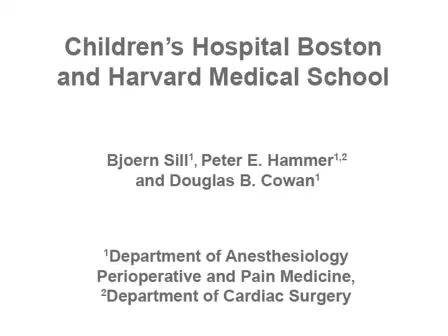 Children’s Hospital Boston
and Harvard Medical School
Bjoern Sill¹, Peter E. Hammer¹,²
and Douglas B. Cowan¹
¹Department of Anesthesiology
Perioperative and Pain Medicine,
²Department of Cardiac Surgery